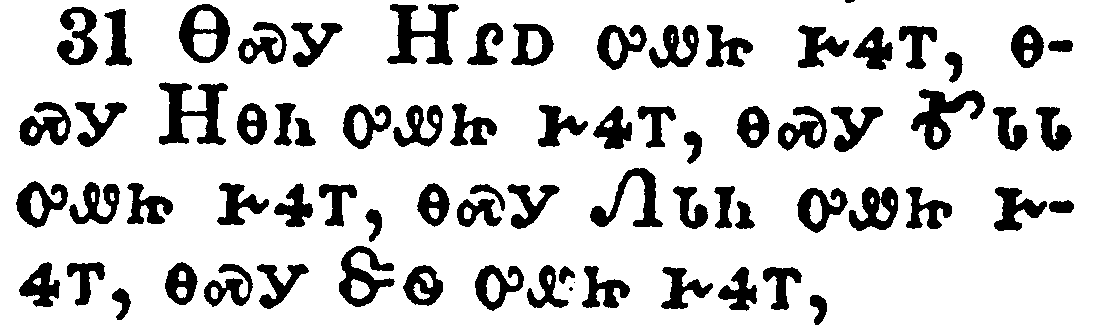 31 ᎾᏍᎩ ᎻᎵᎠ ᎤᏪᏥ ᎨᏎᎢ, Ꮎ-
ᏍᎩ ᎻᎾᏂ ᎤᏪᏥ ᎨᏎᎢ, ᎾᏍᎩ ᎹᏓᏓ
ᎤᏪᏥ ᎨᏎᎢ, ᎾᏍᎩ ᏁᏓᏂ ᎤᏪᏥ Ꭸ-
ᏎᎢ, ᎾᏍᎩ ᏕᏫ ᎤᏪᏥ ᎨᏎᎢ,